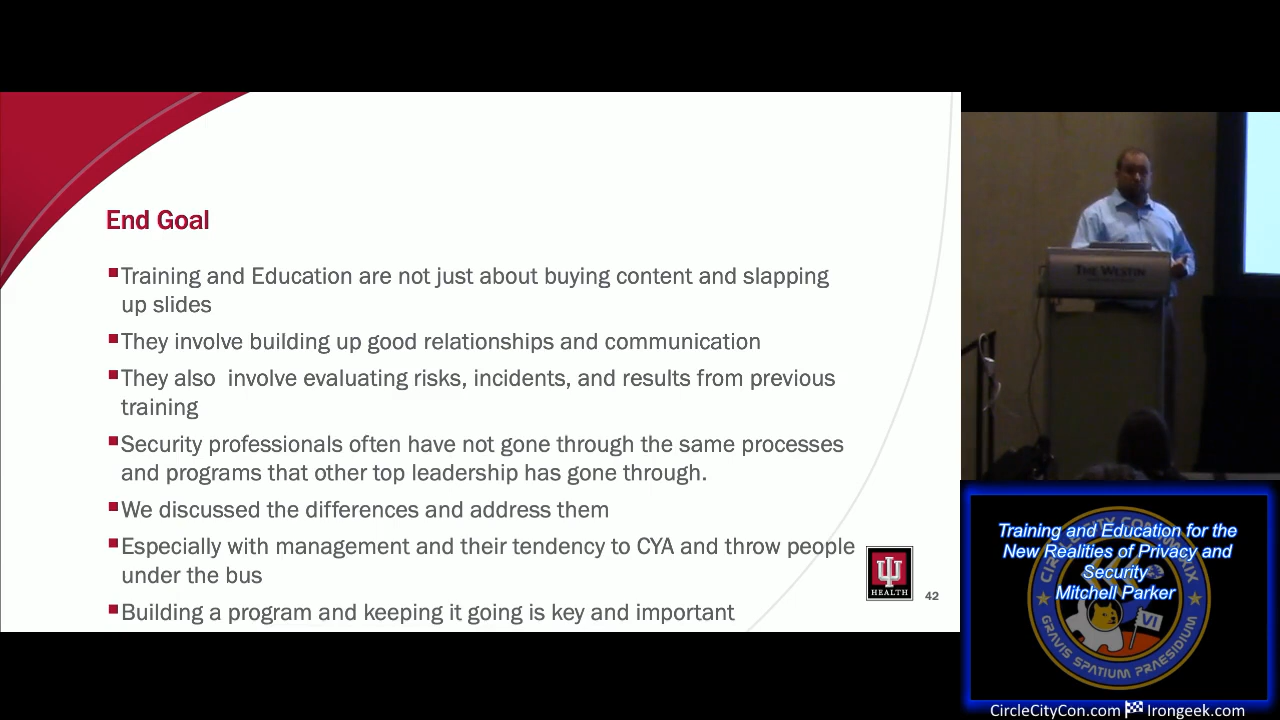 End Goal
Training and Education are not just about buying content and slapping
up slides
They involve building up good relationships and communication
They also  involve evaluating risks, incidents, and results from previous
training
Security professionals often have not gone through the same processes
and programs that other top leadership has gone through.
We discussed the differences and address them
Especially with management and their tendency to CYA and throw people
under the bus
Building a program and keeping it going is key and important
HEALTH
42
THE WESTIN
Training and Education for the
New Realities of Privacy and
Security
Mitchell Parker
VI
GRAVIS SPATIUM PRAESIDIUM
CircleCityCon.com
Irongeek.com